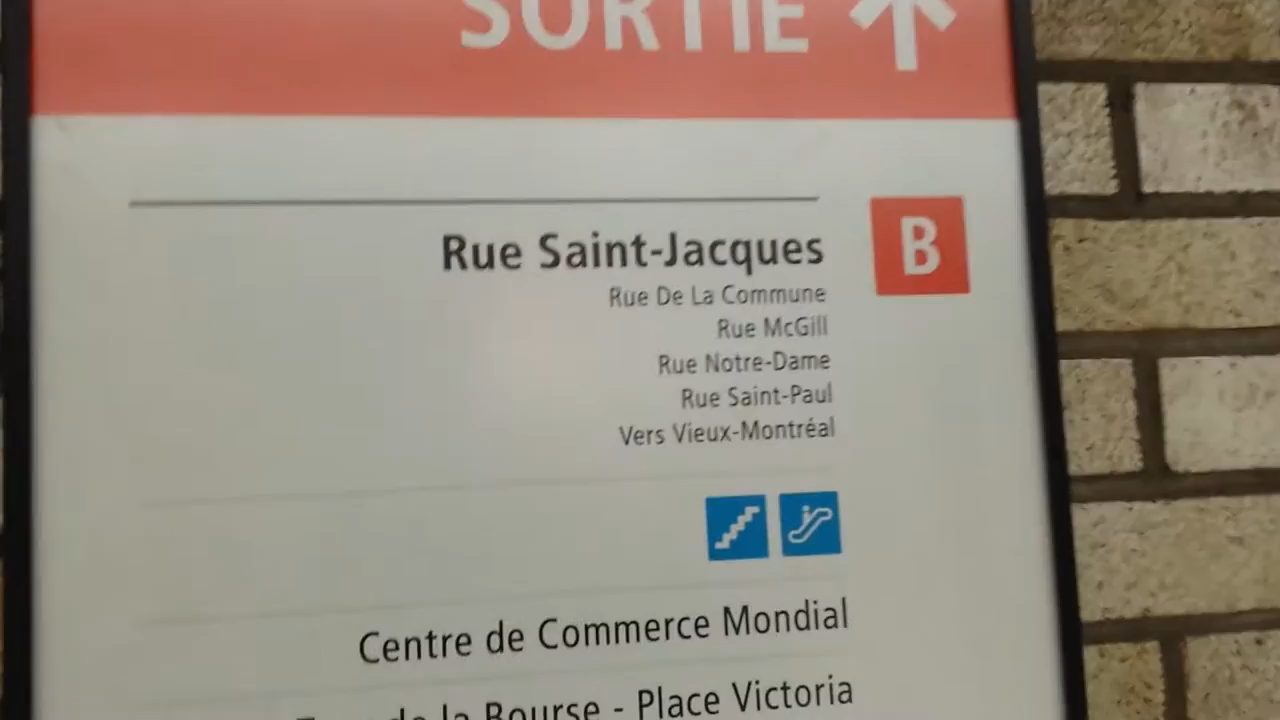 SORTIE
Rue Saint-Jacques
B
Rue De La Commune
Rue McGill
Rue Notre-Dame
Rue Saint-Paul
Vers Vieux-Montréal
Centre de Commerce Mondial
de la Bourse - Place Victoria